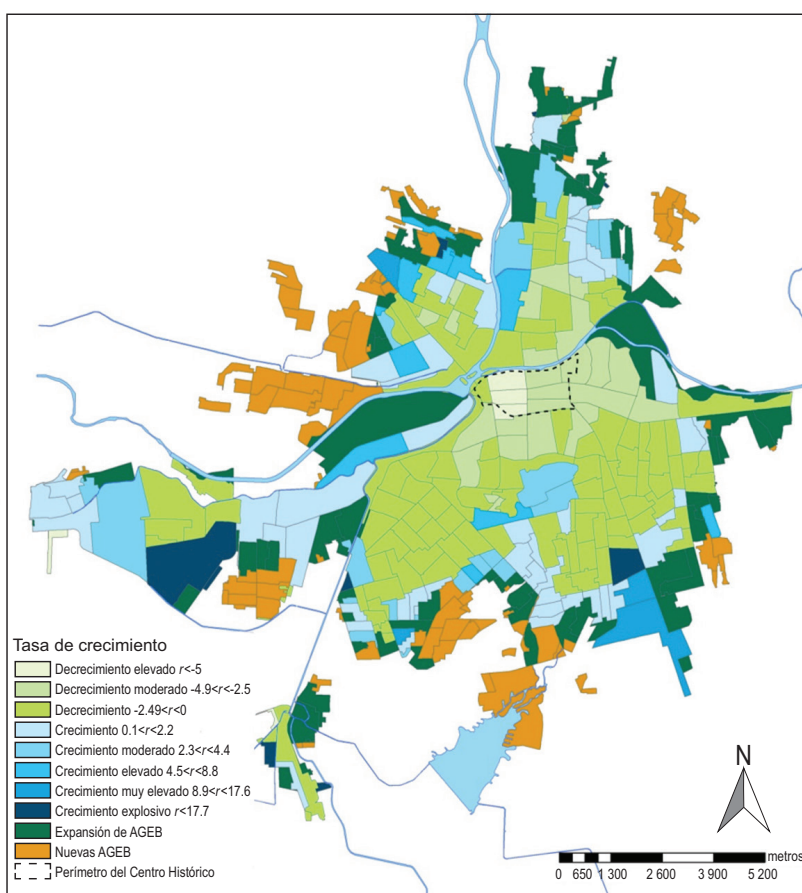 Tasa de crecimiento
Decrecimiento elevado r<-5
Decrecimiento moderado -4.9<r<-2.5
Decrecimiento -2.49<r<0
Crecimiento 0.1<r<2.2
Crecimiento moderado 2.3<r<4.4
Crecimiento elevado 4.5<r<8.8
Crecimiento muy elevado 8.9<r<17.6
Crecimiento explosivo r<17.7
Expansión de AGEB
Nuevas AGEB
Perímetro del Centro Histórico
N
metros
0 650 1 300 2 600 3 900 5 200